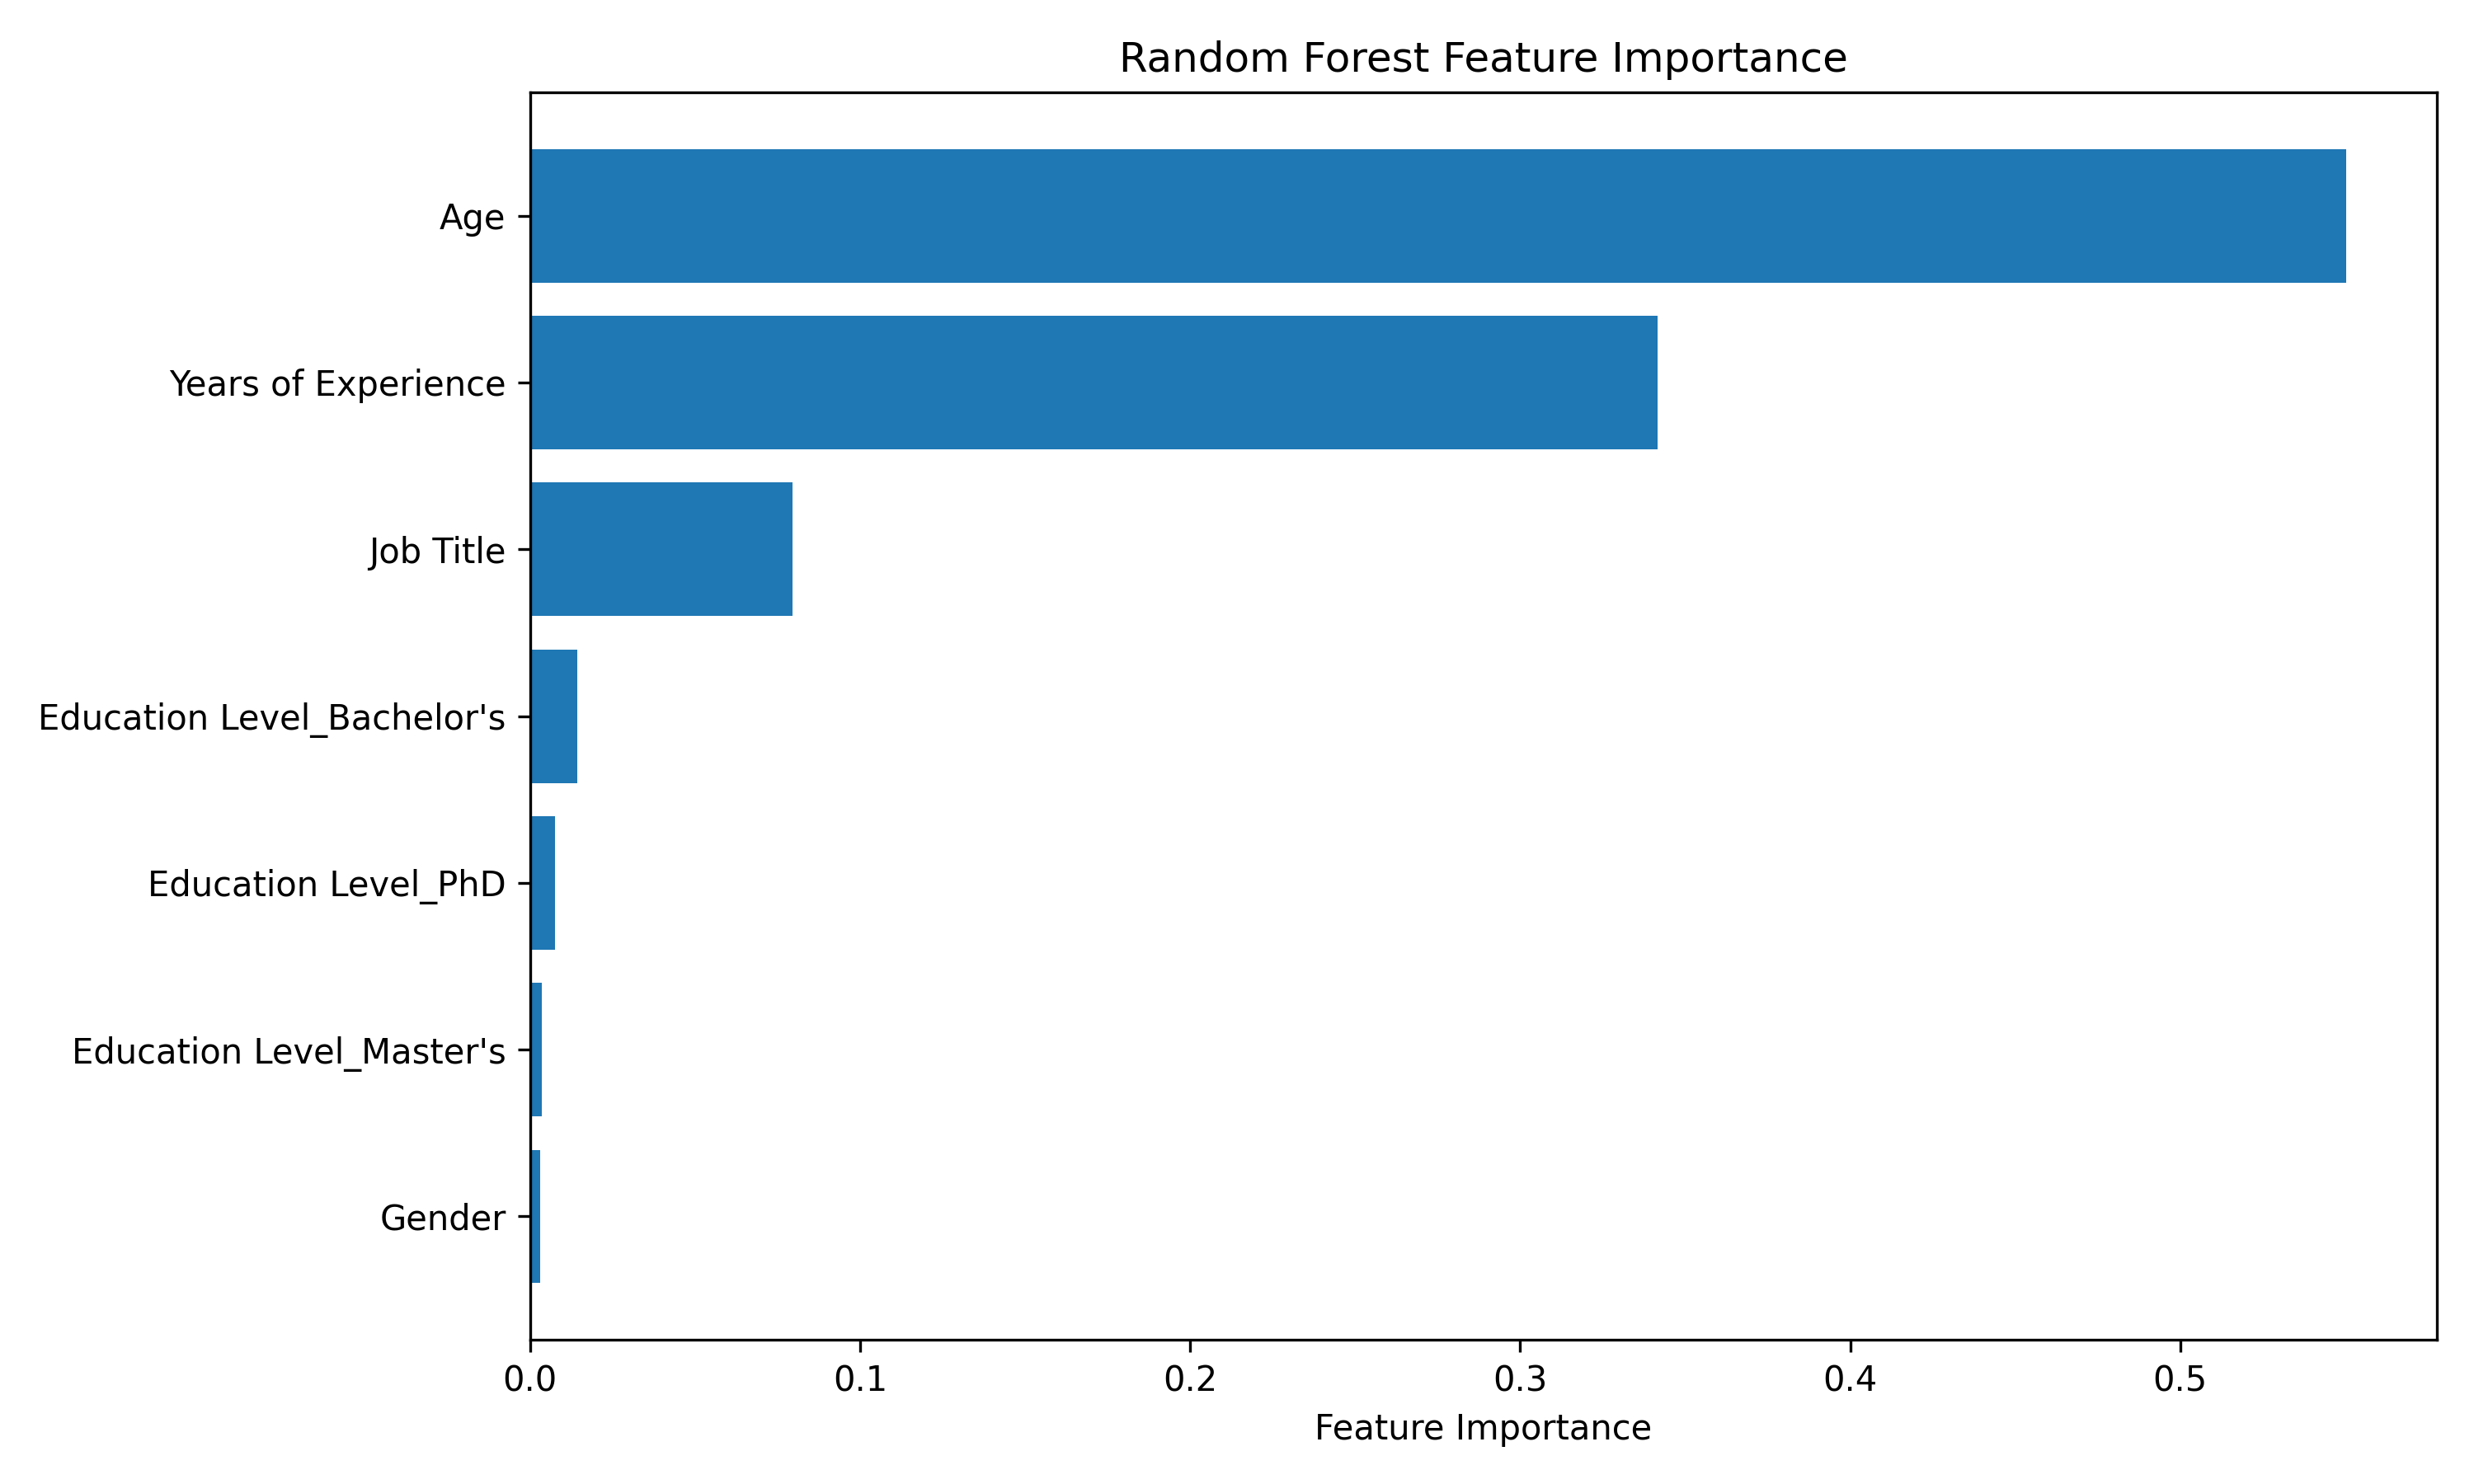 Random Forest Feature Importance
Age
Years of Experience
Job Title
Education Level_Bachelor's
Education Level_PhD
Education Level_Master's
Gender
0.0 0.1 0.2 0.3 0.4 0.5
Feature Importance